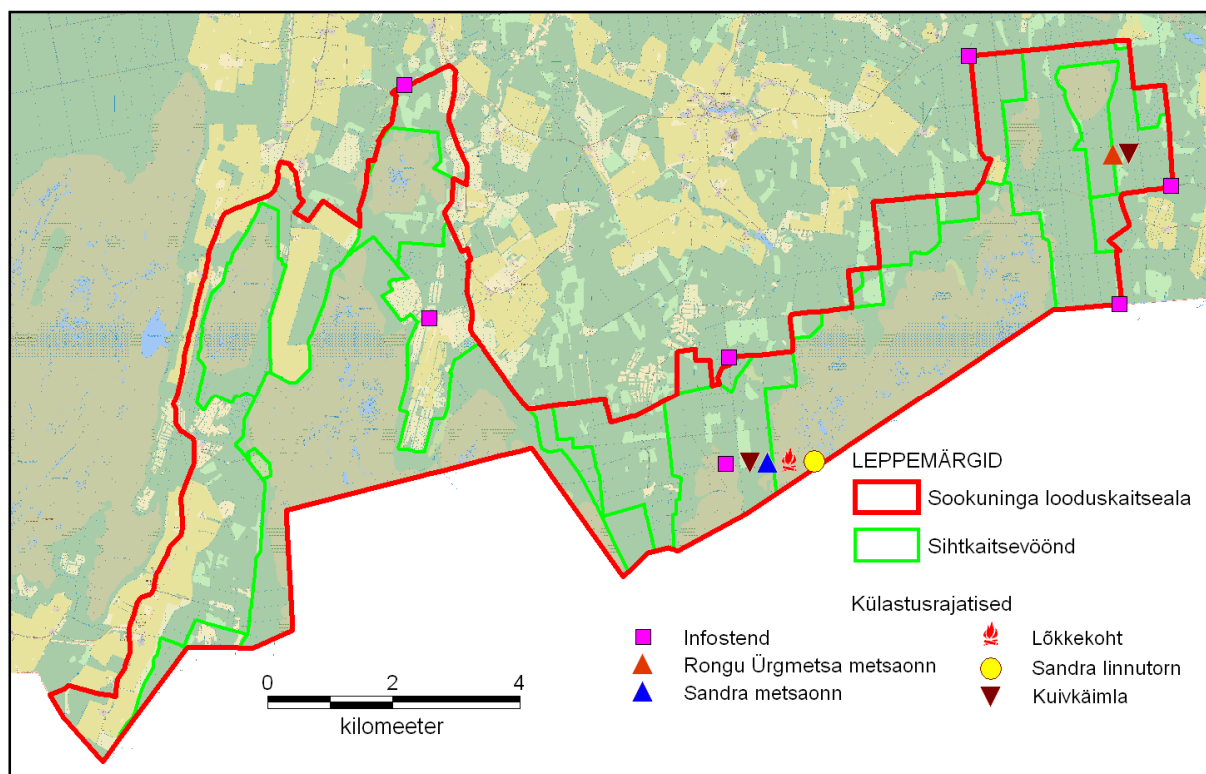 LEPPEMÄRGID
Sookuninga looduskaitseala
Sihtkaitsevöönd
Külastusrajatised
Infostend
Rongu Ürgmetsa metsaonn
Sandra metsaonn
Lõkkekoht
Sandra linnutorn
Kuivkäimla
0 2 4
kilomeeter